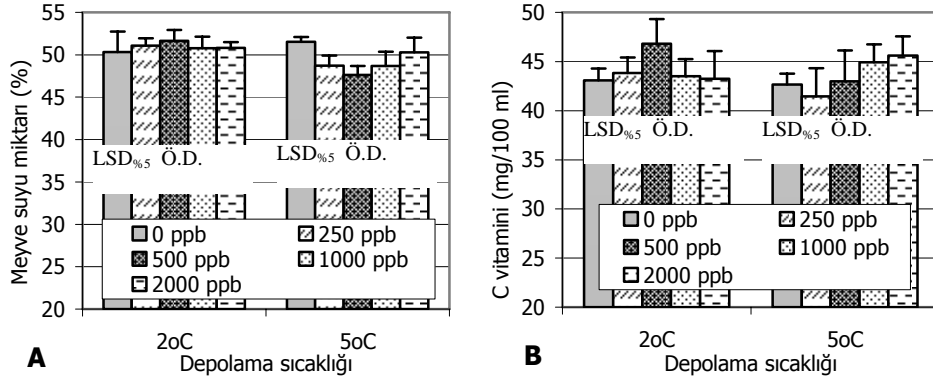 Meyve suyu miktarı (%)
55
50
45
40
35
30
25
20
LSD%5 Ö.D.
0 ppb
250 ppb
500 ppb
1000 ppb
2000 ppb
2oC
5oC
Depolama sıcaklığı
A
C vitamini (mg/100 ml)
50
45
40
35
30
25
20
LSD%5 Ö.D.
LSD%5 Ö.D.
0 ppb
250 ppb
500 ppb
1000 ppb
2000 ppb
2oC
5oC
Depolama sıcaklığı
B